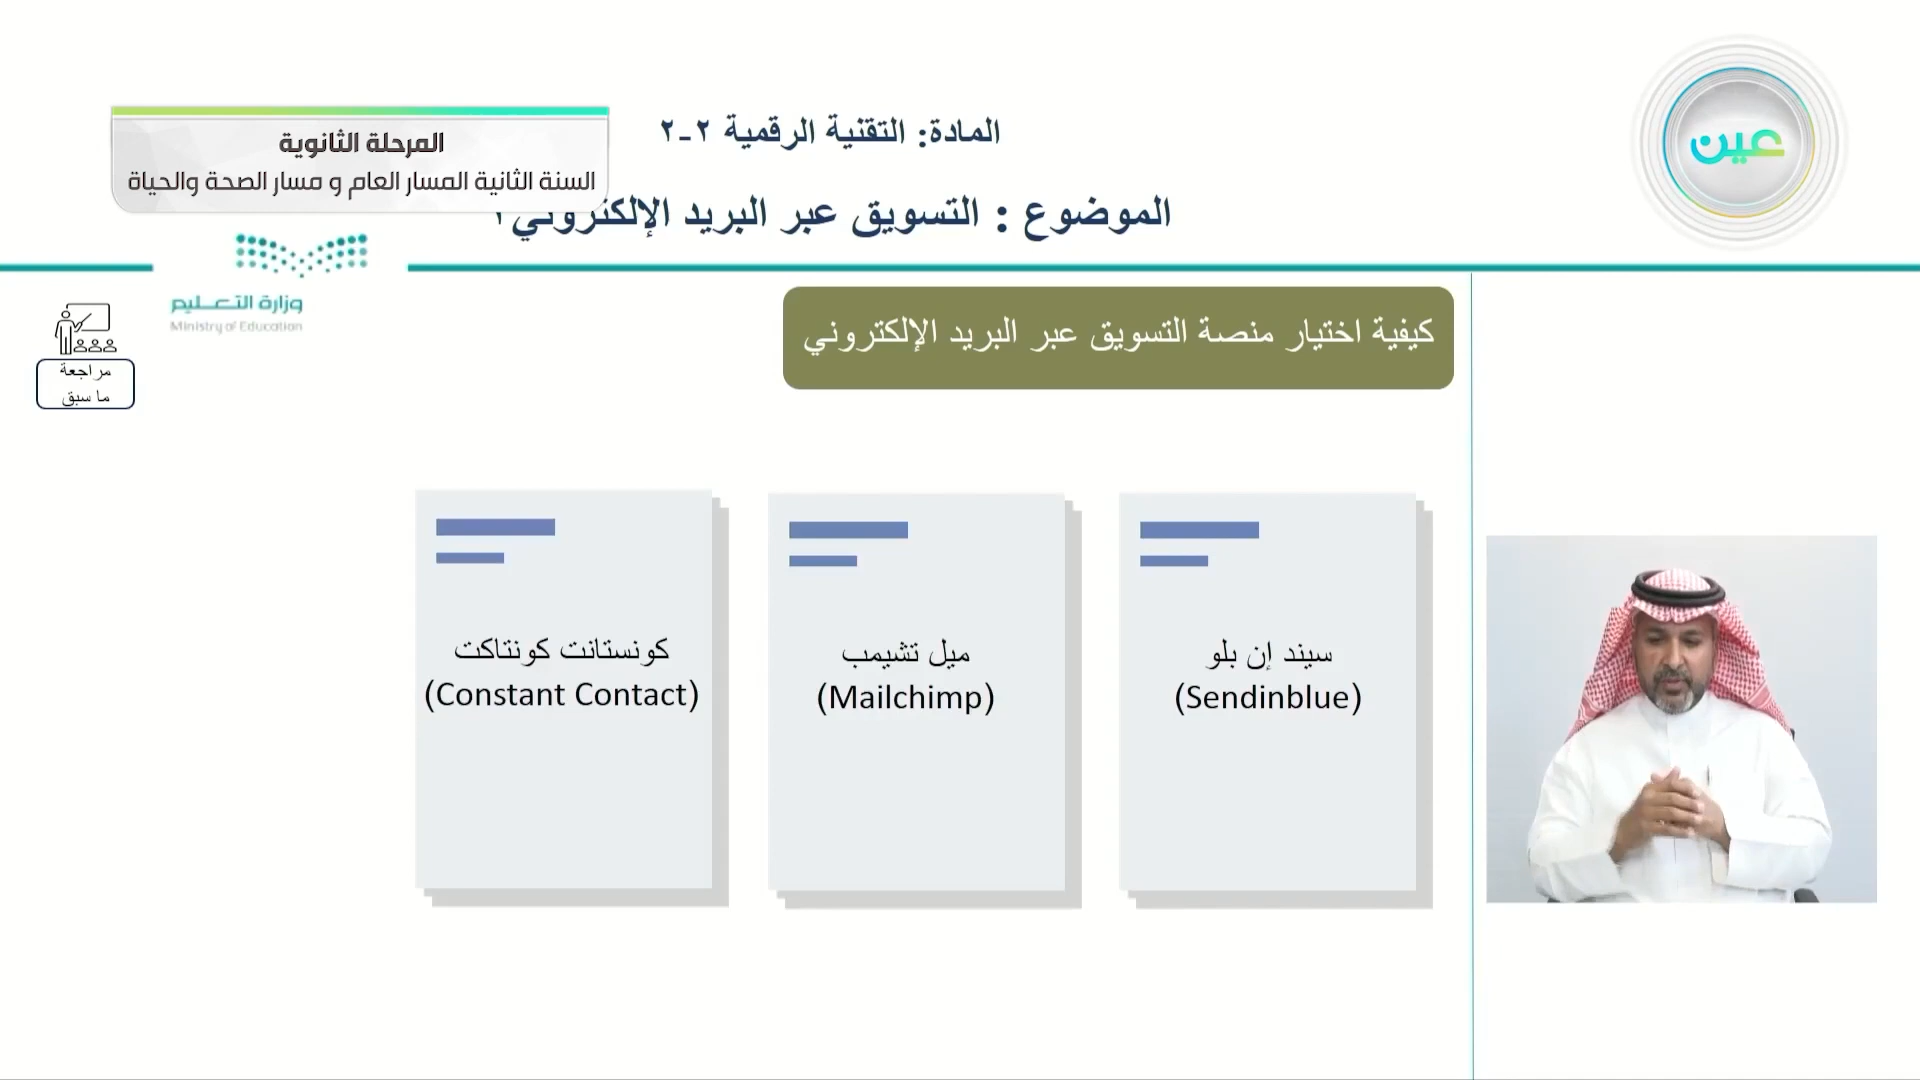 المادة: التقنية الرقمية ٢-٢
الموضوع : التسويق عبر البريد الإلكتروني
المرحلة الثانوية
السنة الثانية المسار العام و مسار الصحة والحياة
عين
وزارة التعليم
Ministry of Education
مراجعة
ما سبق
كيفية اختيار منصة التسويق عبر البريد الإلكتروني
سيند إن بلو
(Sendinblue)
ميل تشيمب
(Mailchimp)
كونستانت كونتاكت
(Constant Contact)